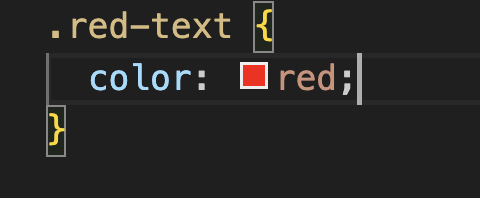 .red-text {
  color: red;
}